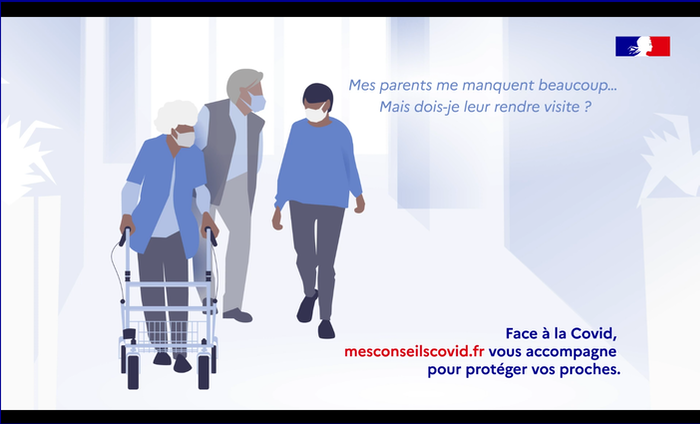 Mes parents me manquent beaucoup...
Mais dois-je leur rendre visite ?
Face à la Covid,
mesconseilscovid.fr vous accompagne
pour protéger vos proches.